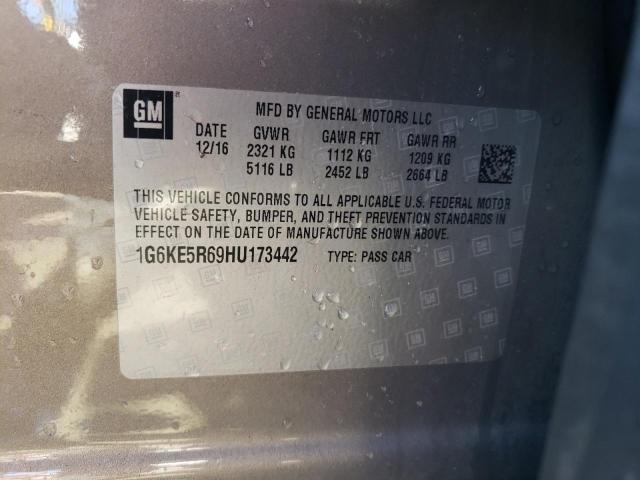 GM
MFD BY GENERAL MOTORS LLC
DATE GVWR GAWR FRT GAWR RR
12/16 2321 KG 1112 KG 1209 KG
5116 LB 2452 LB 2664 LB
THIS VEHICLE CONFORMS TO ALL APPLICABLE U.S. FEDERAL MOTOR
VEHICLE SAFETY, BUMPER, AND THEFT PREVENTION STANDARDS IN
EFFECT ON THE DATE OF MANUFACTURE SHOWN ABOVE.
1G6KE5R69HU173442 TYPE: PASS CAR